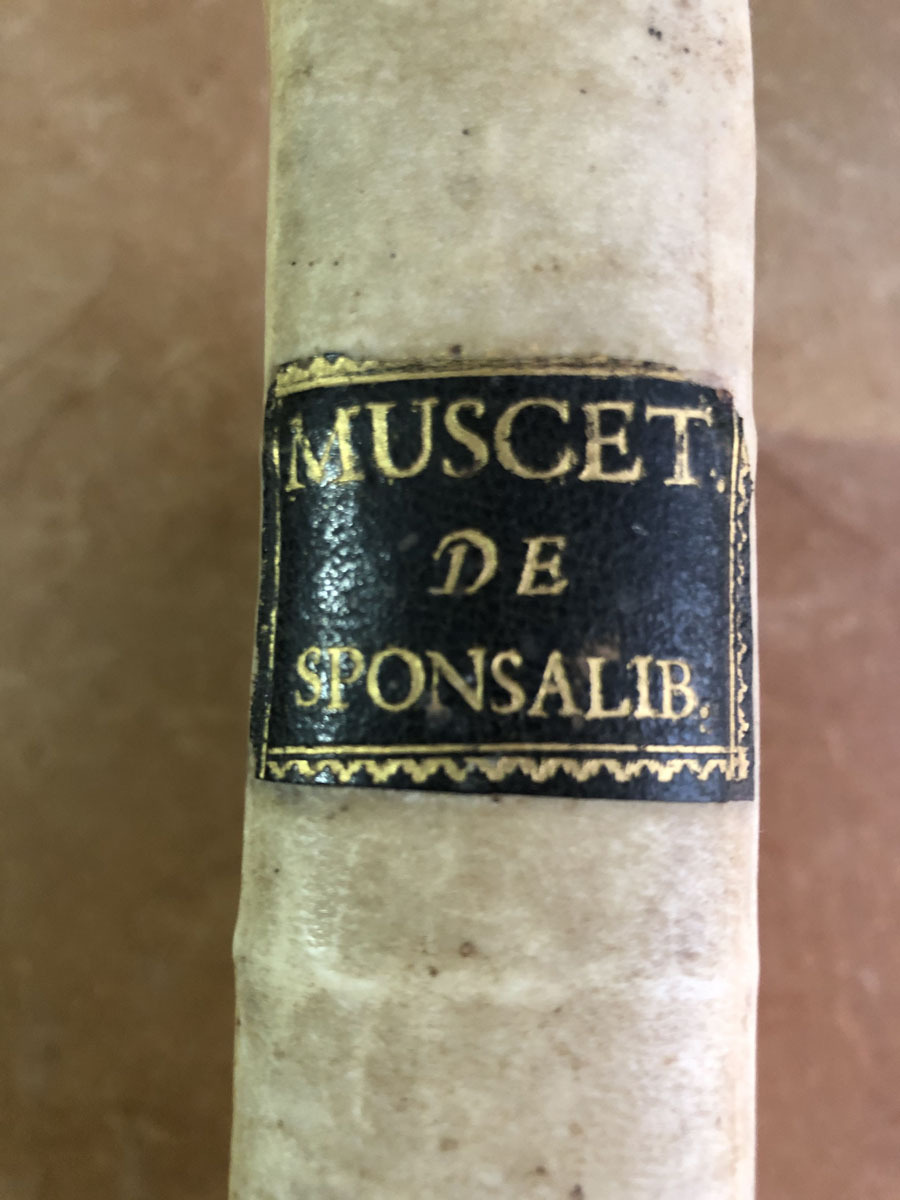 MUSCET.
DE
SPONSALIB.